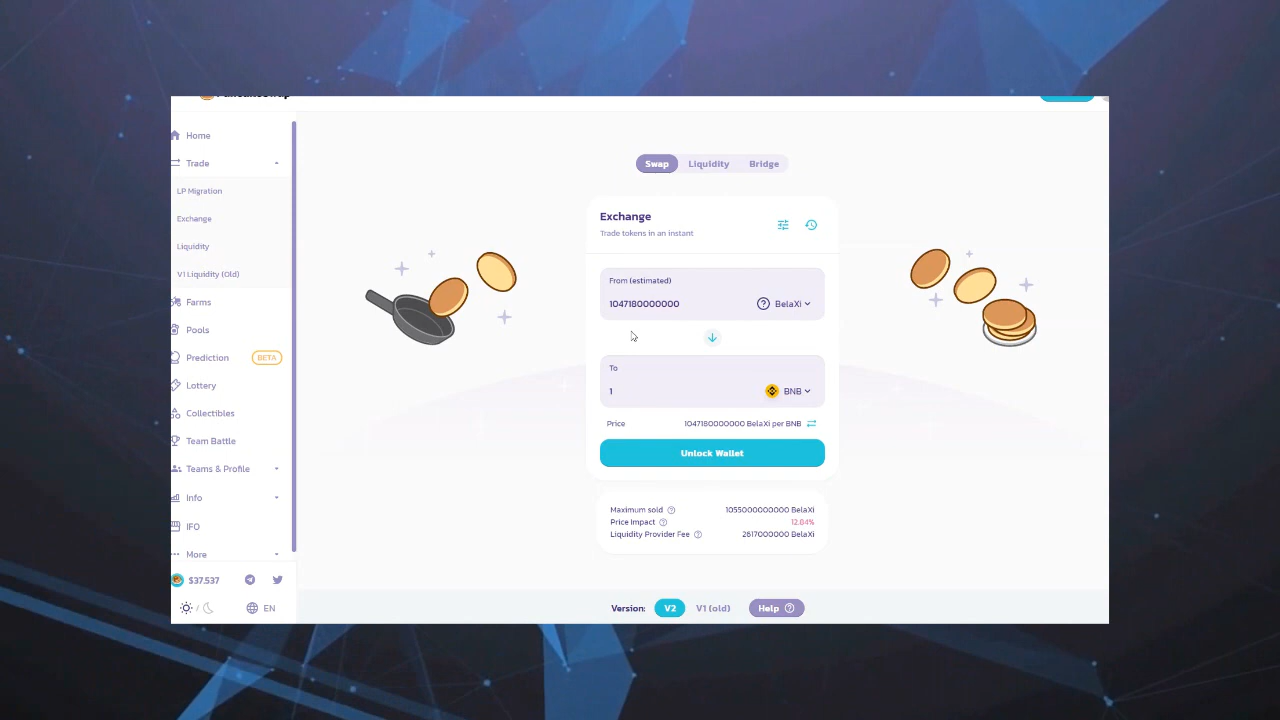 Home
Trade
LP Migration
Exchange
Liquidity
V1 Liquidity (Old)
Farms
Pools
Prediction BETA
Lottery
Collectibles
Team Battle
Teams & Profile
Info
IFO
More
$37.537
/
EN
Swap Liquidity Bridge
Exchange
Trade tokens in an instant
From (estimated)
1047180000000 BelaXi
To
1 BNB
Price 1047180000000 BelaXi per BNB
Unlock Wallet
Maximum sold 1055000000000 BelaXi
Price Impact 12.84%
Liquidity Provider Fee 2617000000 BelaXi
Version: V2 V1 (old) Help